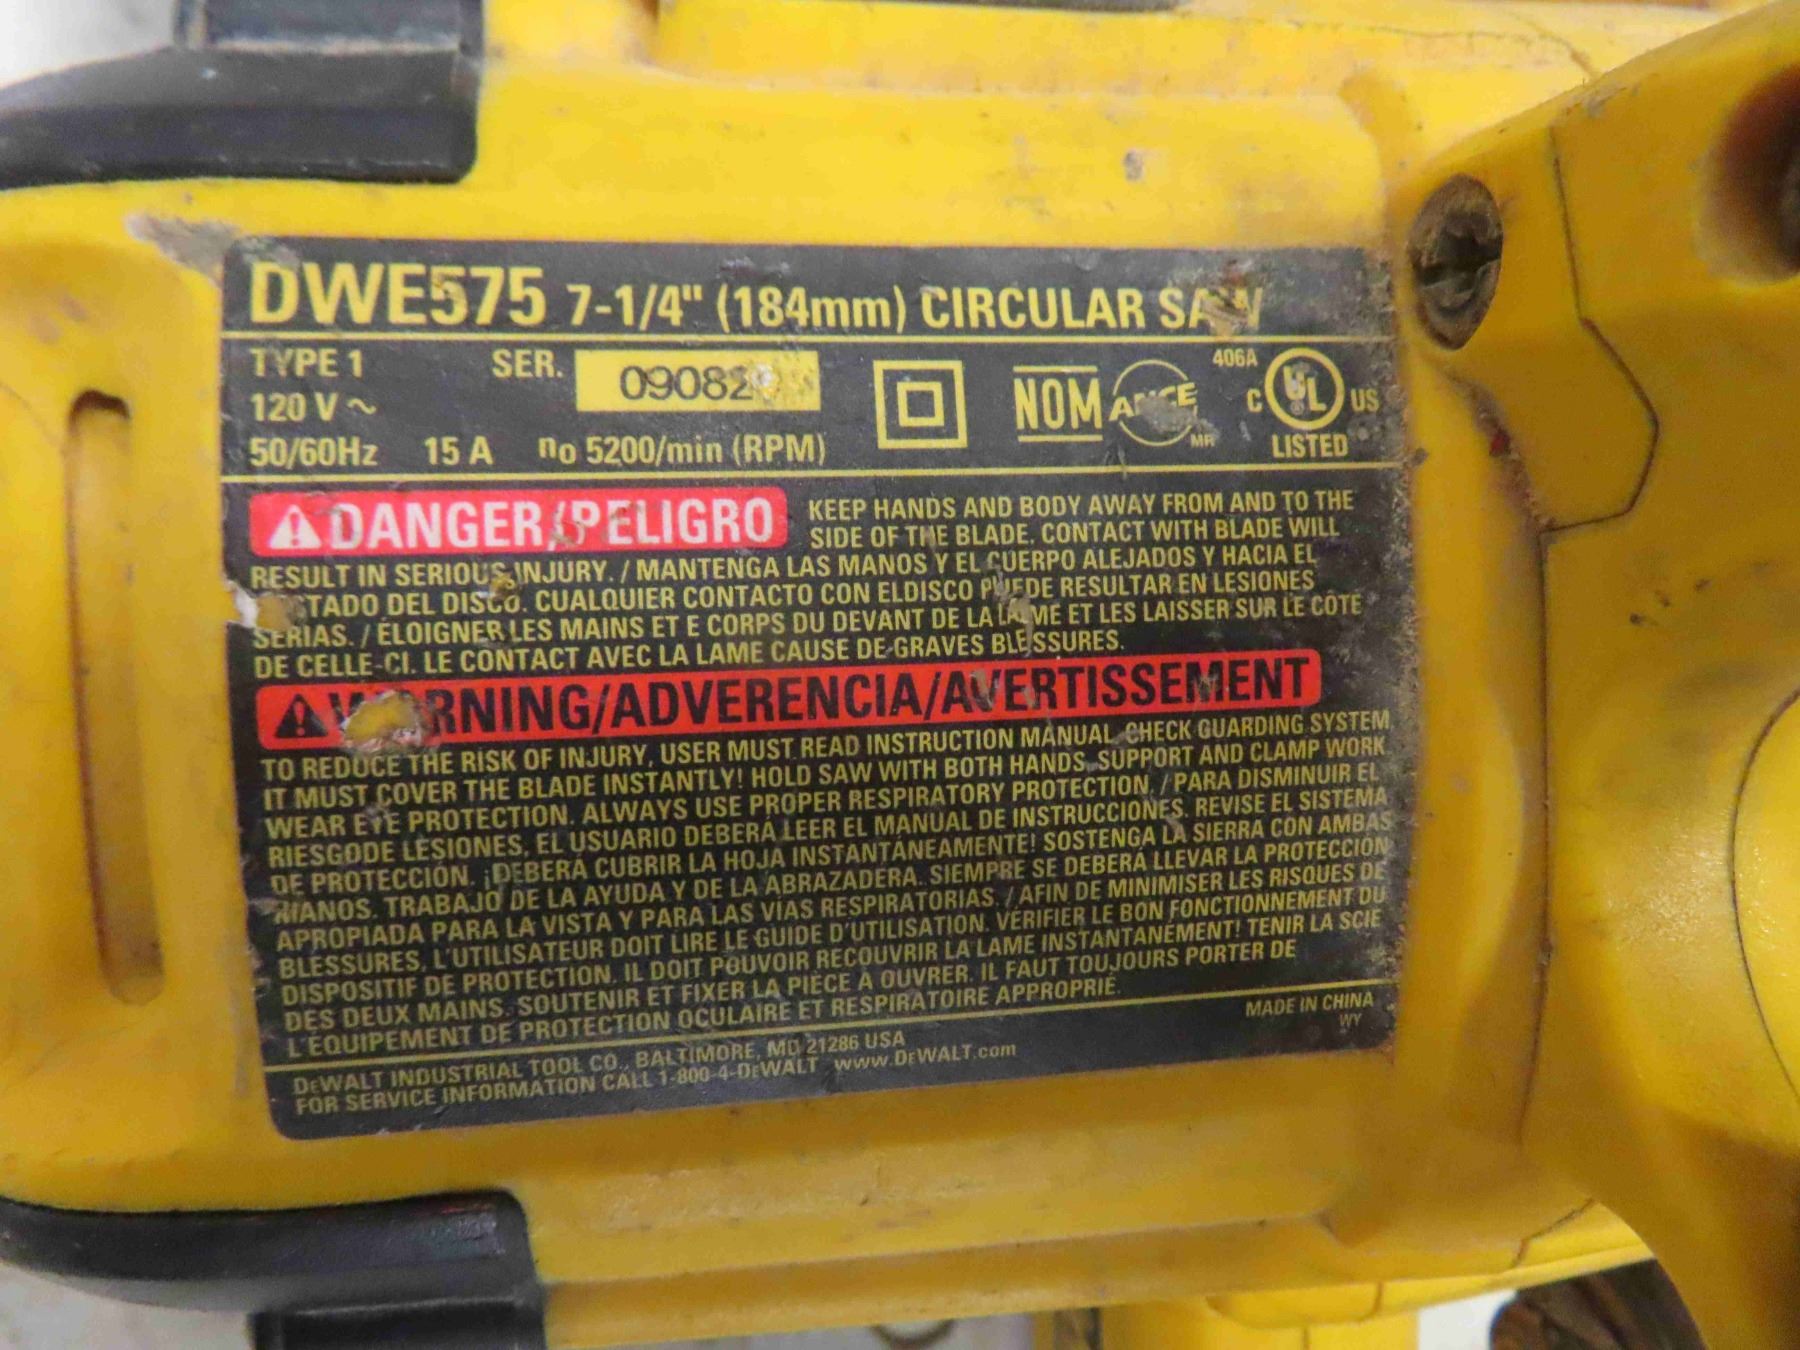 DWE575 7-1/4" (184mm) CIRCULAR SAW
TYPE 1 SER. 09082
120 V ~
50/60Hz 15 A no 5200/min (RPM)
NOM ANCE MR
406A
C UL US
LISTED
DANGER/PELIGRO KEEP HANDS AND BODY AWAY FROM AND TO THE
SIDE OF THE BLADE. CONTACT WITH BLADE WILL
RESULT IN SERIOUS INJURY. / MANTENGA LAS MANOS Y EL CUERPO ALEJADOS Y HACIA EL
COSTADO DEL DISCO. CUALQUIER CONTACTO CON ELDISCO PUEDE RESULTAR EN LESIONES
SERIAS. / ÉLOIGNER LES MAINS ET E CORPS DU DEVANT DE LA LAME ET LES LAISSER SUR LE CÔTÉ
DE CELLE-CI. LE CONTACT AVEC LA LAME CAUSE DE GRAVES BLESSURES.
WARNING/ADVERENCIA/AVERTISSEMENT
TO REDUCE THE RISK OF INJURY, USER MUST READ INSTRUCTION MANUAL. CHECK GUARDING SYSTEM
IT MUST COVER THE BLADE INSTANTLY! HOLD SAW WITH BOTH HANDS. SUPPORT AND CLAMP WORK
WEAR EYE PROTECTION. ALWAYS USE PROPER RESPIRATORY PROTECTION. / PARA DISMINUIR EL
RIESGODE LESIONES, EL USUARIO DEBERÁ LEER EL MANUAL DE INSTRUCCIONES. REVISE EL SISTEMA
DE PROTECCIÓN. ¡DEBERÁ CUBRIR LA HOJA INSTANTÁNEAMENTE! SOSTENGA LA SIERRA CON AMBAS
MANOS. TRABAJO DE LA AYUDA Y DE LA ABRAZADERA. SIEMPRE SE DEBERÁ LLEVAR LA PROTECCIÓN
APROPIADA PARA LA VISTA Y PARA LAS VÍAS RESPIRATORIAS. / AFIN DE MINIMISER LES RISQUES DE
BLESSURES, L'UTILISATEUR DOIT LIRE LE GUIDE D'UTILISATION. VÉRIFIER LE BON FONCTIONNEMENT DU
DISPOSITIF DE PROTECTION. IL DOIT POUVOIR RECOUVRIR LA LAME INSTANTANÉMENT! TENIR LA SCIE
DES DEUX MAINS. SOUTENIR ET FIXER LA PIÈCE À OUVRER. IL FAUT TOUJOURS PORTER DE
L'ÉQUIPEMENT DE PROTECTION OCULAIRE ET RESPIRATOIRE APPROPRIÉ.
MADE IN CHINA
WY
DEWALT INDUSTRIAL TOOL CO., BALTIMORE, MD 21286 USA
FOR SERVICE INFORMATION CALL 1-800-4-DEWALT www.DEWALT.com